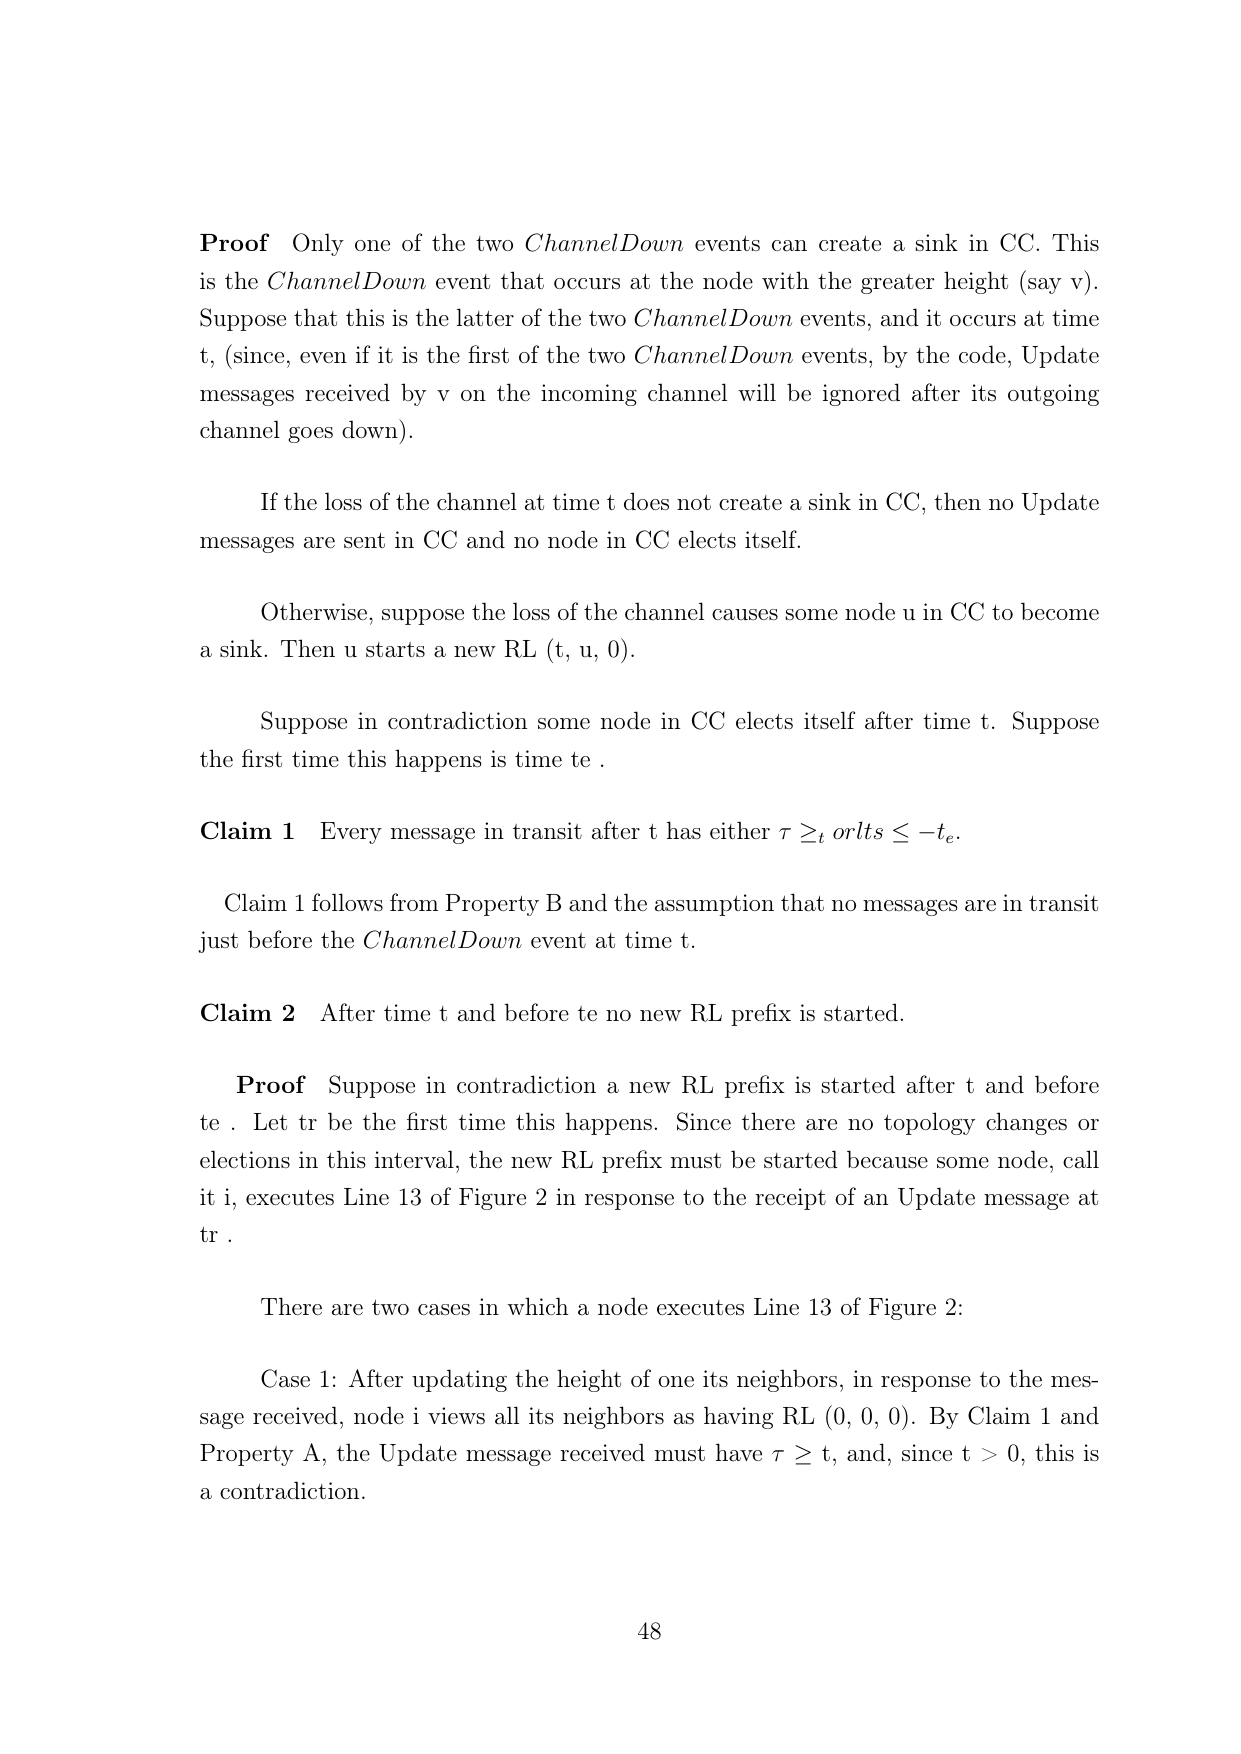 Proof Only one of the two ChannelDown events can create a sink in CC. This
is the ChannelDown event that occurs at the node with the greater height (say v).
Suppose that this is the latter of the two ChannelDown events, and it occurs at time
t, (since, even if it is the first of the two ChannelDown events, by the code, Update
messages received by v on the incoming channel will be ignored after its outgoing
channel goes down).
If the loss of the channel at time t does not create a sink in CC, then no Update
messages are sent in CC and no node in CC elects itself.
Otherwise, suppose the loss of the channel causes some node u in CC to become
a sink. Then u starts a new RL (t, u, 0).
Suppose in contradiction some node in CC elects itself after time t. Suppose
the first time this happens is time te .
Claim 1 Every message in transit after t has either τ ≥ₜ orlts ≤ −tₑ.
Claim 1 follows from Property B and the assumption that no messages are in transit
just before the ChannelDown event at time t.
Claim 2 After time t and before te no new RL prefix is started.
Proof Suppose in contradiction a new RL prefix is started after t and before
te . Let tr be the first time this happens. Since there are no topology changes or
elections in this interval, the new RL prefix must be started because some node, call
it i, executes Line 13 of Figure 2 in response to the receipt of an Update message at
tr .
There are two cases in which a node executes Line 13 of Figure 2:
Case 1: After updating the height of one its neighbors, in response to the mes-
sage received, node i views all its neighbors as having RL (0, 0, 0). By Claim 1 and
Property A, the Update message received must have τ ≥ t, and, since t > 0, this is
a contradiction.
48